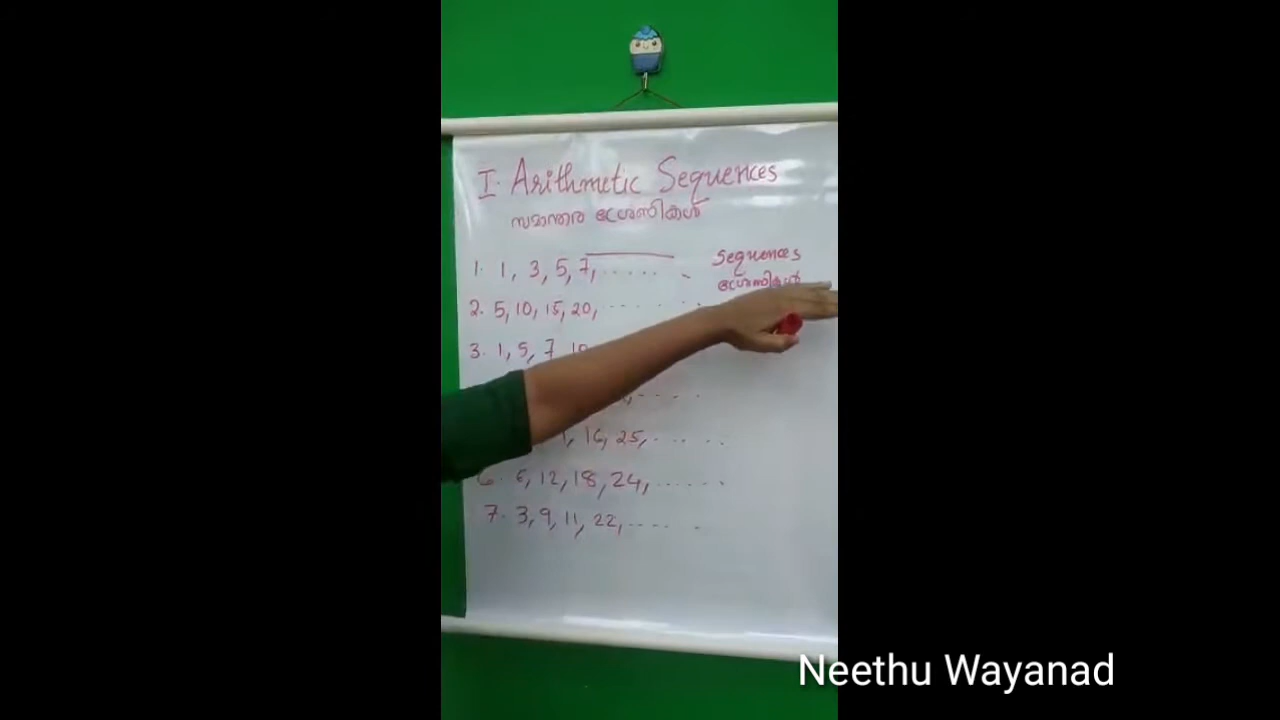 I. Arithmetic Sequences
സമാന്തര ശ്രേണികൾ
1. 1, 3, 5, 7, ......
Sequences
ശ്രേണികൾ
2. 5, 10, 15, 20, ......
3. 1, 5, 7
16, 25, ......
6. 6, 12, 18, 24, ......
7. 3, 9, 11, 22, ......
Neethu Wayanad